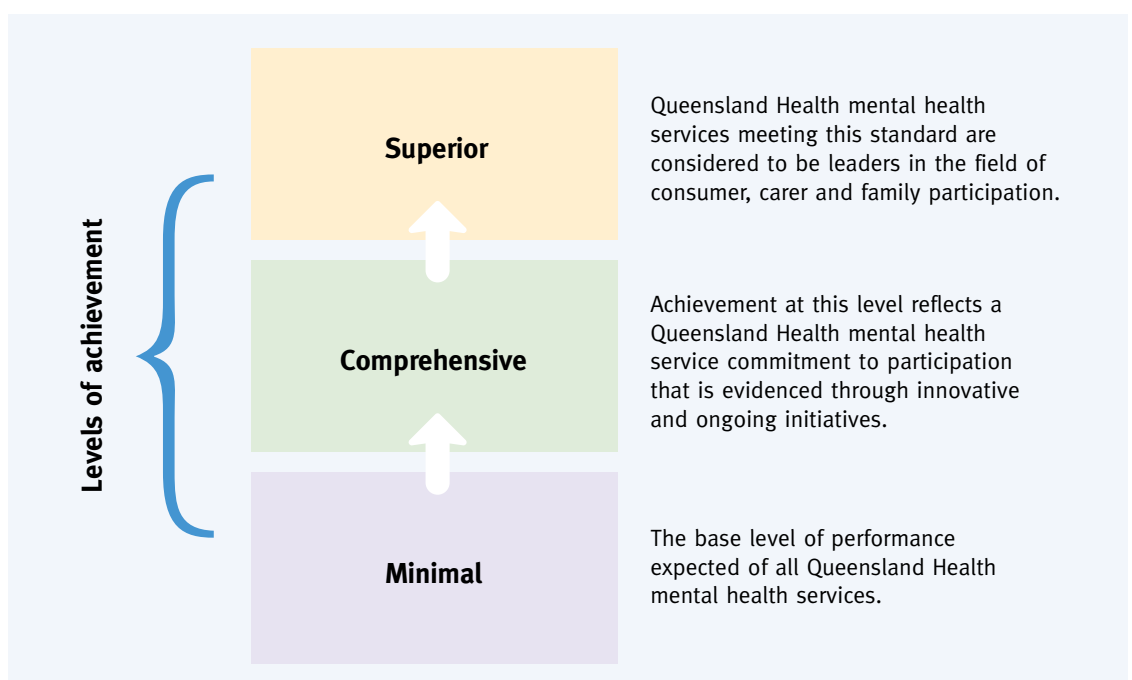 Levels of achievement
Superior
Queensland Health mental health
services meeting this standard are
considered to be leaders in the field of
consumer, carer and family participation.
Comprehensive
Achievement at this level reflects a
Queensland Health mental health
service commitment to participation
that is evidenced through innovative
and ongoing initiatives.
Minimal
The base level of performance
expected of all Queensland Health
mental health services.